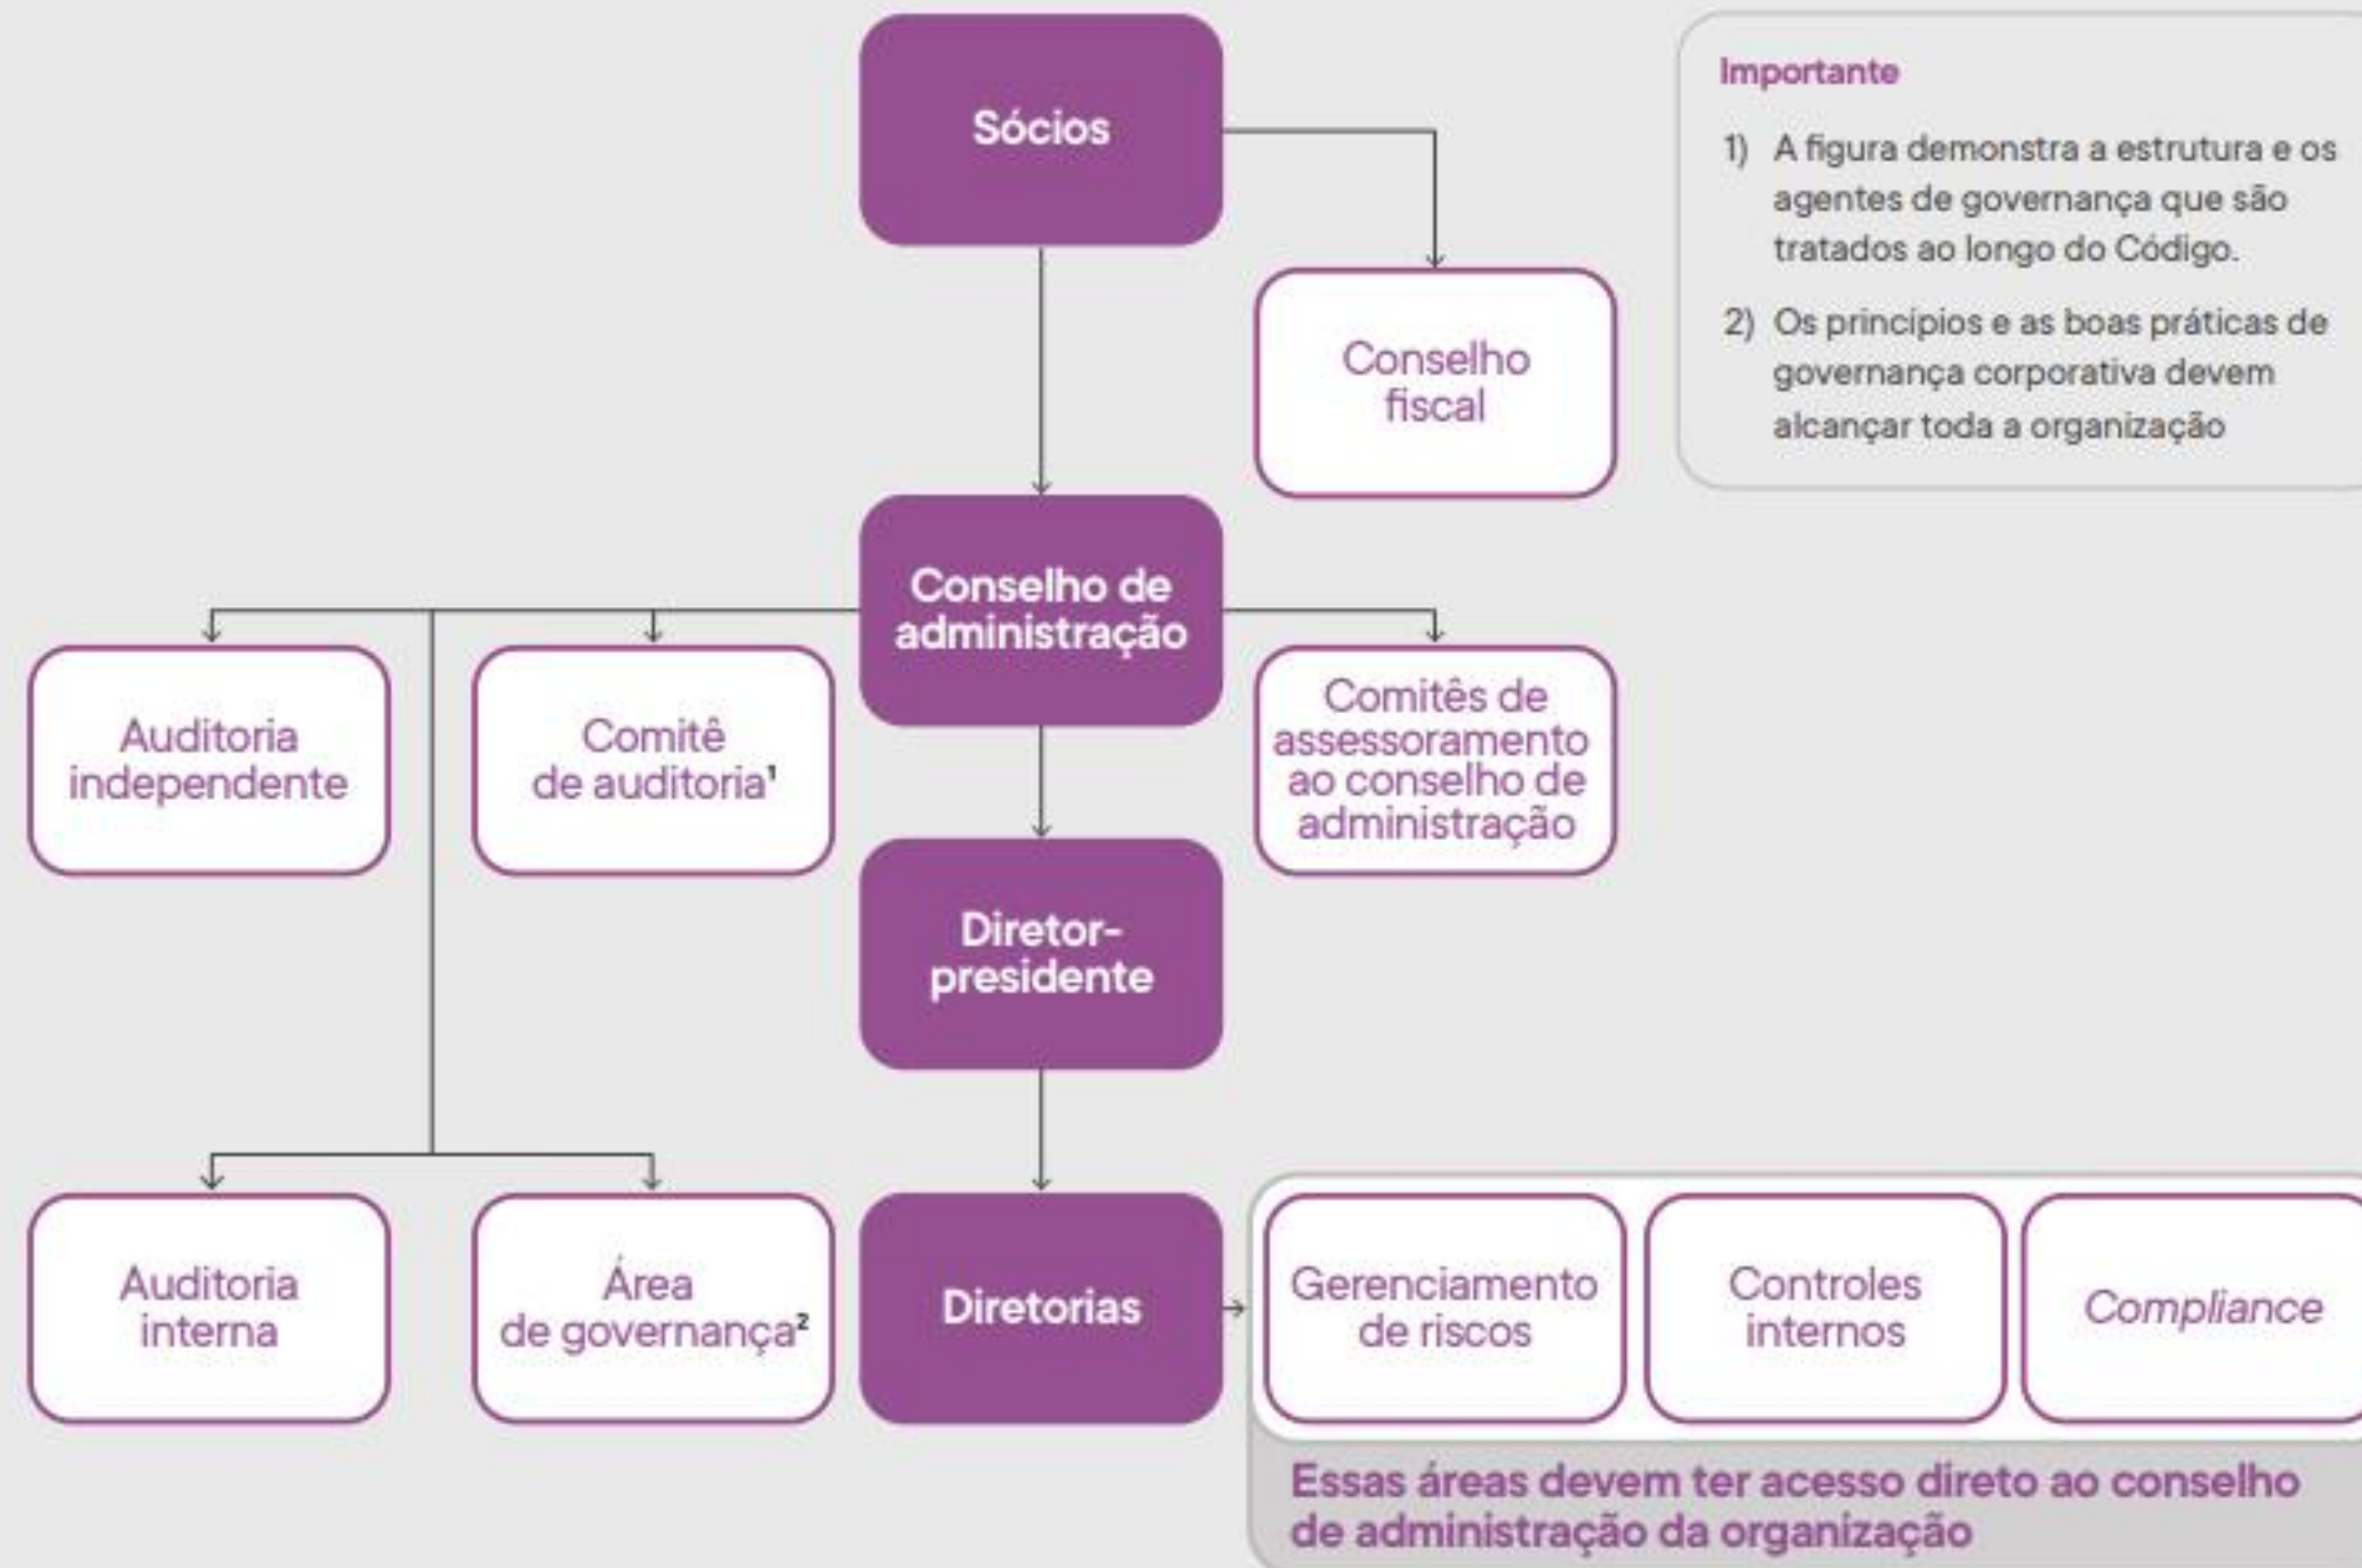 Sócios
Importante
1) A figura demonstra a estrutura e os
agentes de governança que são
tratados ao longo do Código.
2) Os princípios e as boas práticas de
governança corporativa devem
alcançar toda a organização
Conselho
fiscal
Conselho de
administração
Auditoria
independente
Comitê
de auditoria¹
Comitês de
assessoramento
ao conselho de
administração
Diretor-
presidente
Auditoria
interna
Área
de governança²
Diretorias
Gerenciamento
de riscos
Controles
internos
Compliance
Essas áreas devem ter acesso direto ao conselho
de administração da organização